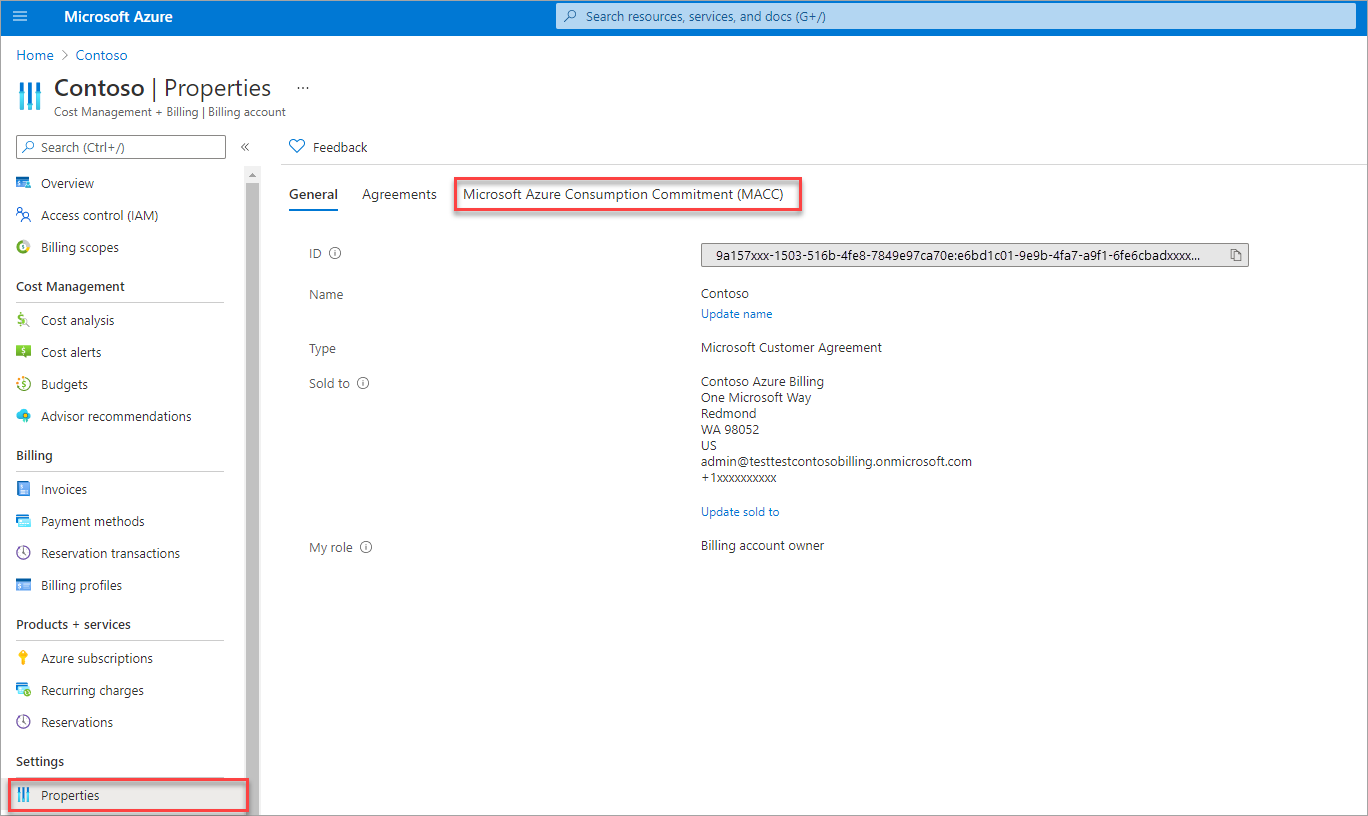 Microsoft Azure
Search resources, services, and docs (G+/)
Home > Contoso
Contoso | Properties ...
Cost Management + Billing | Billing account
Search (Ctrl+/)
«
Overview
Access control (IAM)
Billing scopes
Cost Management
Cost analysis
Cost alerts
Budgets
Advisor recommendations
Billing
Invoices
Payment methods
Reservation transactions
Billing profiles
Products + services
Azure subscriptions
Recurring charges
Reservations
Settings
Properties
Feedback
General Agreements Microsoft Azure Consumption Commitment (MACC)
ID 9a157xxx-1503-516b-4fe8-7849e97ca70e:e6bd1c01-9e9b-4fa7-a9f1-6fe6cbadxxxx...
Name Contoso
Update name
Type Microsoft Customer Agreement
Sold to Contoso Azure Billing
One Microsoft Way
Redmond
WA 98052
US
admin@testtestcontosobilling.onmicrosoft.com
+1xxxxxxxxxx
Update sold to
My role Billing account owner